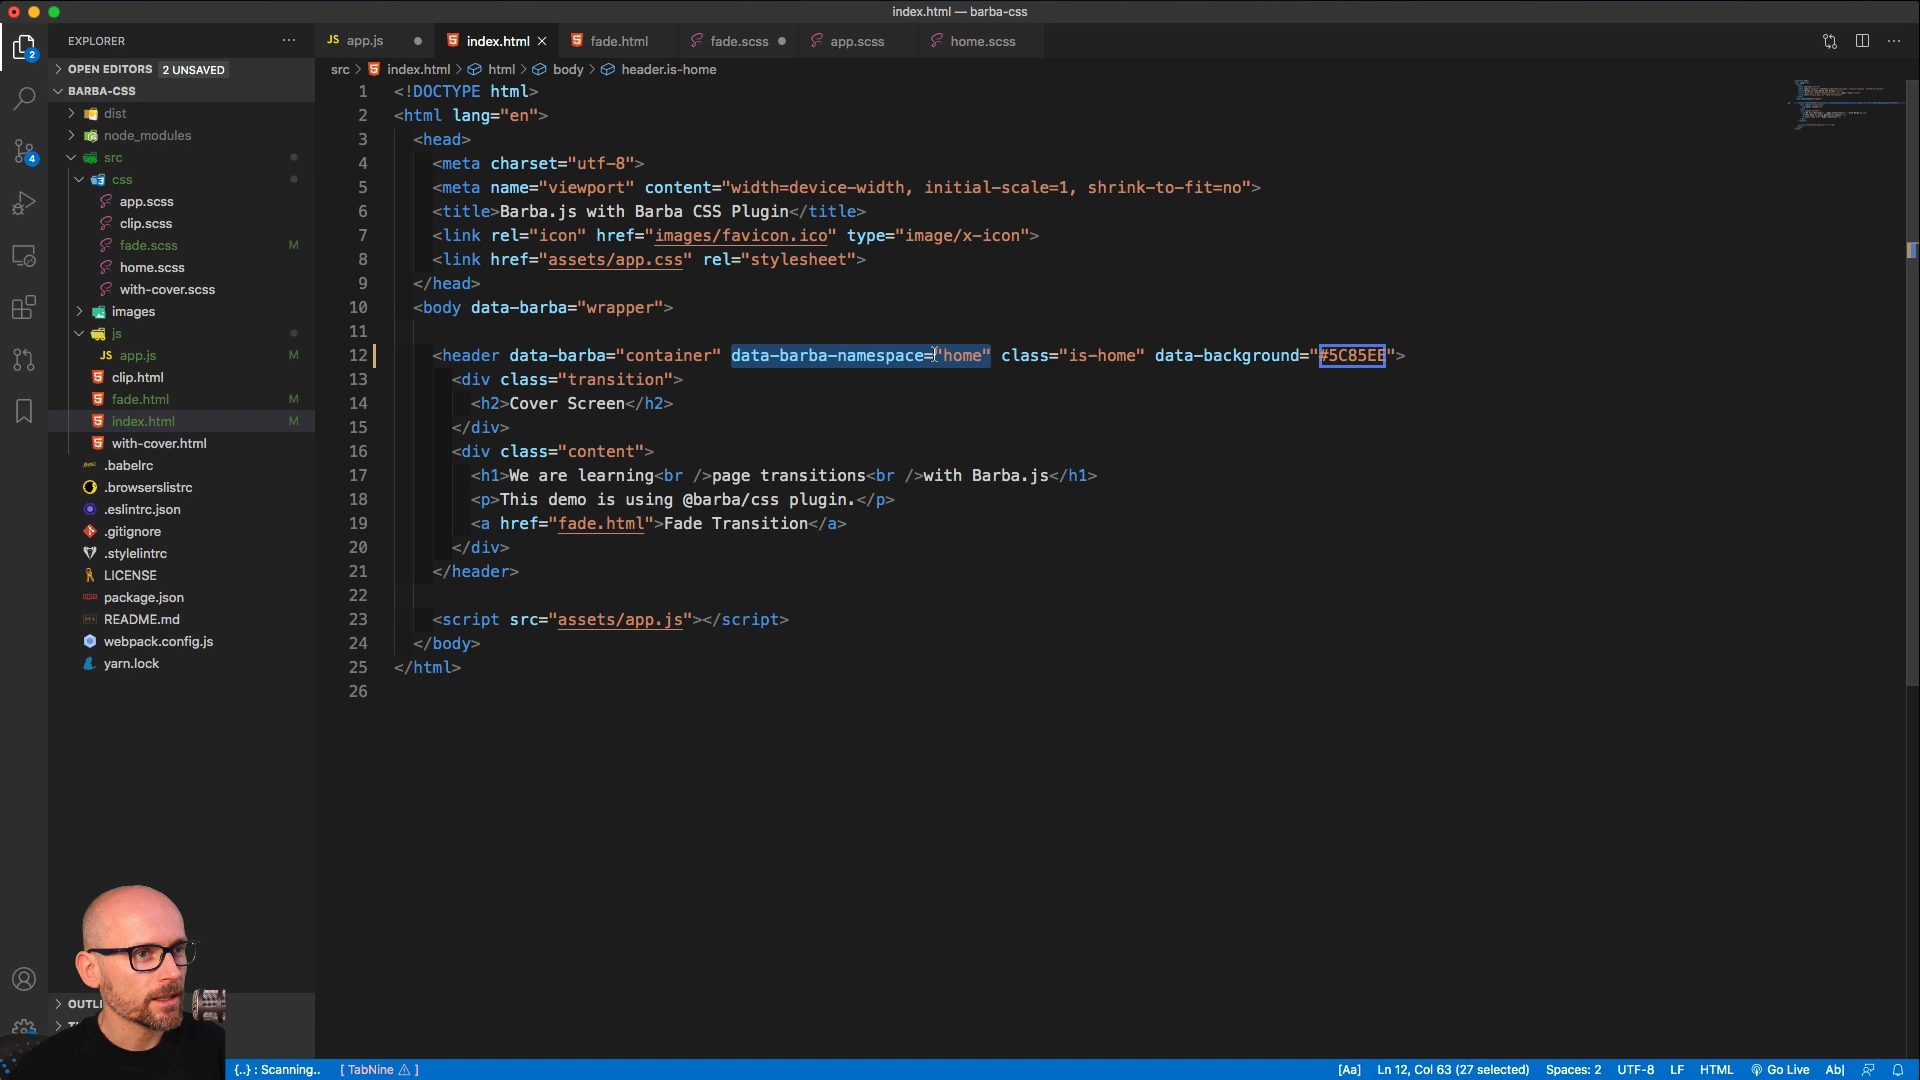 index.html — barba-css
EXPLORER
JS app.js
index.html
fade.html
fade.scss
app.scss
home.scss
OPEN EDITORS 2 UNSAVED
src > index.html > html > body > header.is-home
BARBA-CSS
dist
node_modules
src
css
app.scss
clip.scss
fade.scss M
home.scss
with-cover.scss
images
js
JS app.js
clip.html
fade.html M
index.html M
with-cover.html
.babelrc
.browserslistrc
.eslintrc.json
.gitignore
.stylelintrc
LICENSE
package.json
README.md
webpack.config.js
yarn.lock
2
4
1 <!DOCTYPE html>
2 <html lang="en">
3 <head>
4 <meta charset="utf-8">
5 <meta name="viewport" content="width=device-width, initial-scale=1, shrink-to-fit=no">
6 <title>Barba.js with Barba CSS Plugin</title>
7 <link rel="icon" href="images/favicon.ico" type="image/x-icon">
8 <link href="assets/app.css" rel="stylesheet">
9 </head>
10 <body data-barba="wrapper">
11
12 <header data-barba="container" data-barba-namespace="home" class="is-home" data-background="#5C85EE">
13 <div class="transition">
14 <h2>Cover Screen</h2>
15 </div>
16 <div class="content">
17 <h1>We are learning<br />page transitions<br />with Barba.js</h1>
18 <p>This demo is using @barba/css plugin.</p>
19 <a href="fade.html">Fade Transition</a>
20 </div>
21 </header>
22
23 <script src="assets/app.js"></script>
24 </body>
25 </html>
26
OUTLI
{..} : Scanning..
[ TabNine ⚠ ]
[Aa]
Ln 12, Col 63 (27 selected)
Spaces: 2
UTF-8
LF
HTML
Go Live
Ab|